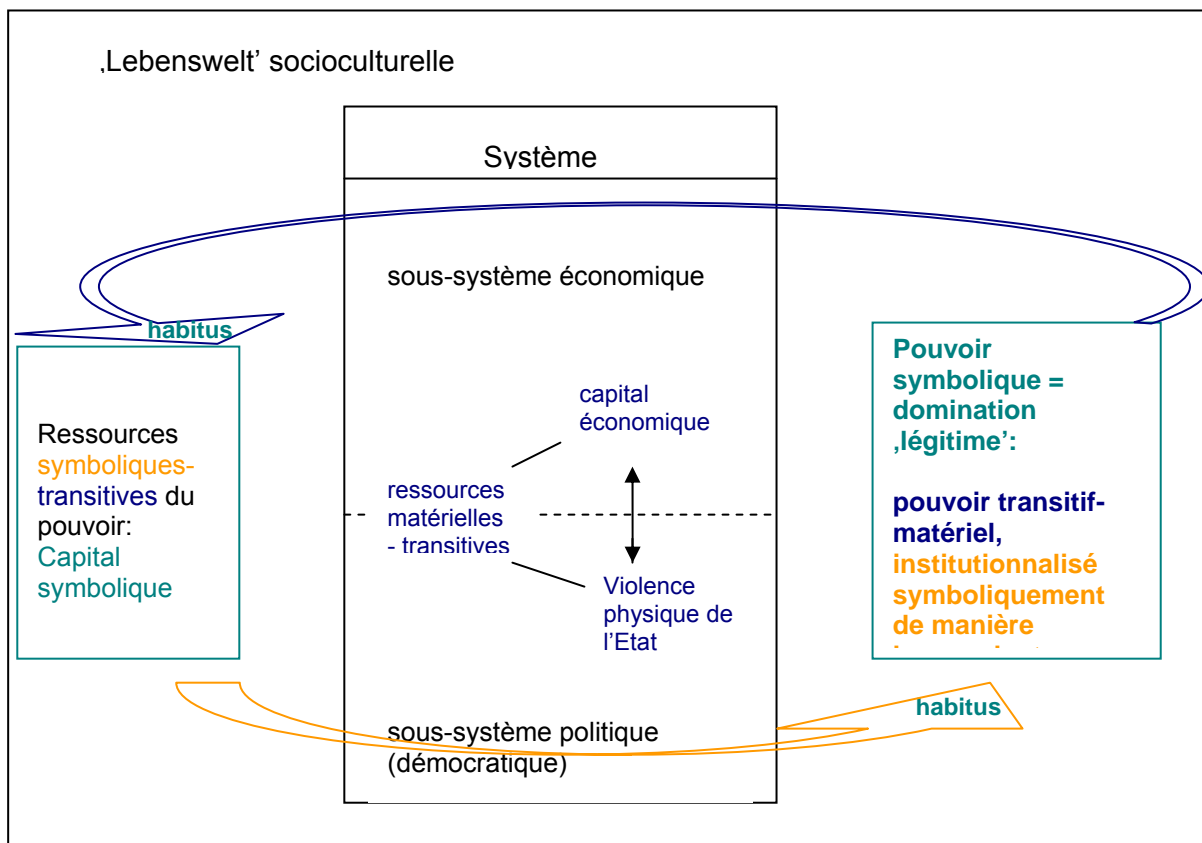 ‚Lebenswelt’ socioculturelle
Système
sous-système économique
habitus
Ressources
symboliques-
transitives du
pouvoir:
Capital
symbolique
capital
économique
ressources
matérielles
- transitives
Violence
physique de
l’Etat
Pouvoir
symbolique =
domination
‚légitime’:
pouvoir transitif-
matériel,
institutionnalisé
symboliquement
de manière
habitus
sous-système politique
(démocratique)